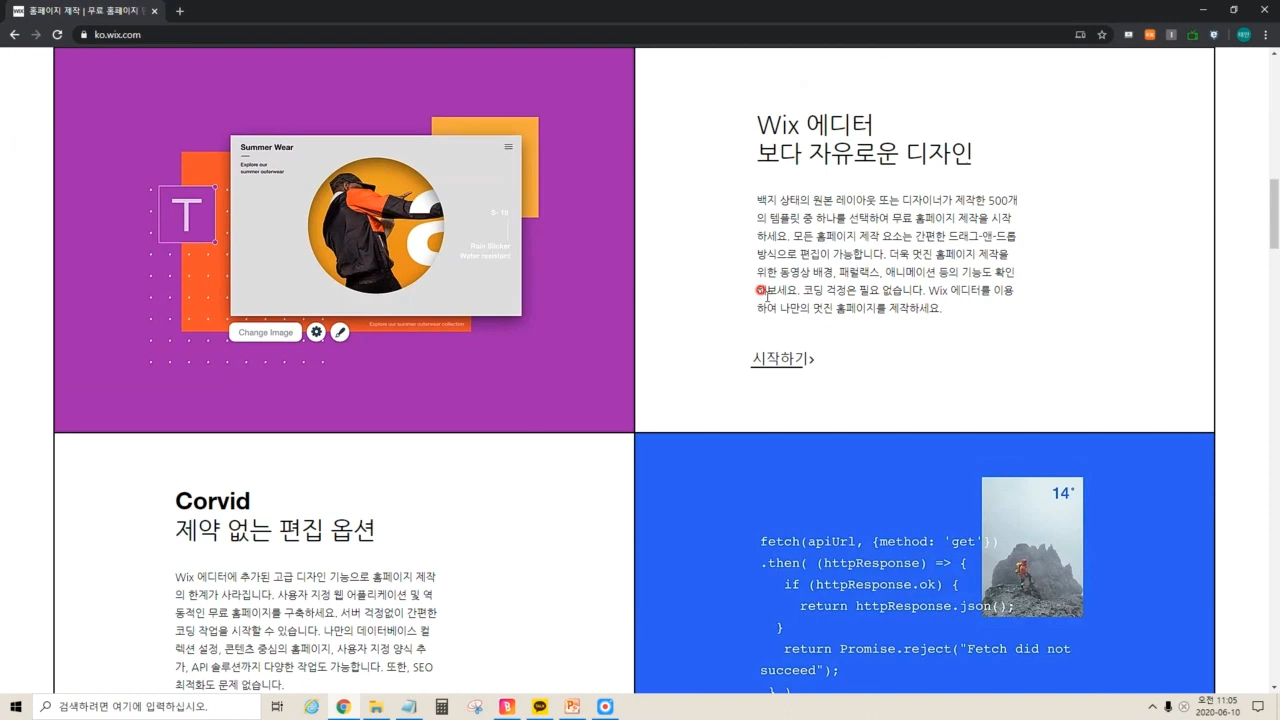 WIX 홈페이지 제작 | 무료 홈페이지
ko.wix.com
Summer Wear
Explore our
summer outerwear
T
S- 19
Rain Slicker
Water resistant
Change Image
Explore our summer outerwear collection
Wix 에디터
보다 자유로운 디자인
백지 상태의 원본 레이아웃 또는 디자이너가 제작한 500개
의 템플릿 중 하나를 선택하여 무료 홈페이지 제작을 시작
하세요. 모든 홈페이지 제작 요소는 간편한 드래그-앤-드롭
방식으로 편집이 가능합니다. 더욱 멋진 홈페이지 제작을
위한 동영상 배경, 패럴랙스, 애니메이션 등의 기능도 확인
해보세요. 코딩 걱정은 필요 없습니다. Wix 에디터를 이용
하여 나만의 멋진 홈페이지를 제작하세요.
시작하기>
Corvid
제약 없는 편집 옵션
Wix 에디터에 추가된 고급 디자인 기능으로 홈페이지 제작
의 한계가 사라집니다. 사용자 지정 웹 어플리케이션 및 역
동적인 무료 홈페이지를 구축하세요. 서버 걱정없이 간편한
코딩 작업을 시작할 수 있습니다. 나만의 데이터베이스 컬
렉션 설정, 콘텐츠 중심의 홈페이지, 사용자 지정 양식 추
가, API 솔루션까지 다양한 작업도 가능합니다. 또한, SEO
최적화도 문제 없습니다.
14°
fetch(apiUrl, {method: 'get'})
.then( (httpResponse) => {
if (httpResponse.ok) {
return httpResponse.json();
}
return Promise.reject("Fetch did not
succeed");
} )
검색하려면 여기에 입력하십시오.
오전 11:05
2020-06-10